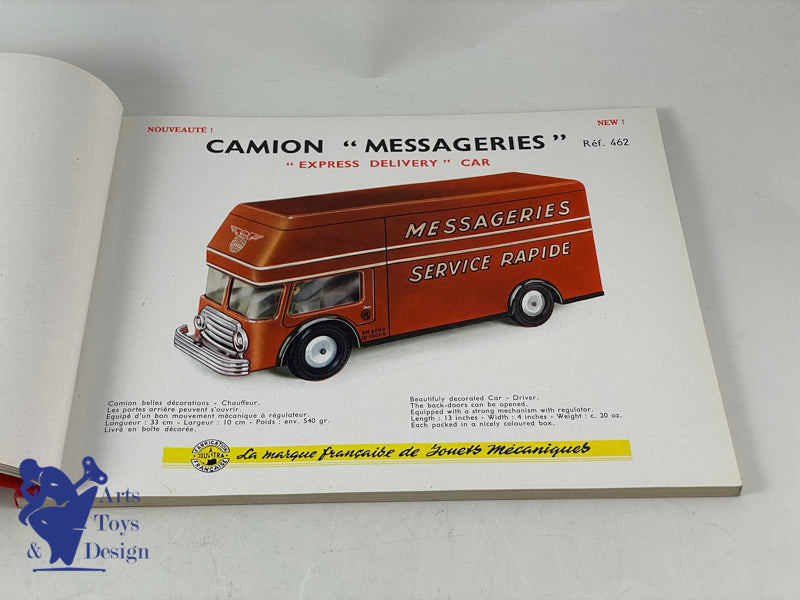 NOUVEAUTÉ !
NEW !
CAMION “ MESSAGERIES ”
Réf. 462
“ EXPRESS DELIVERY ” CAR
MESSAGERIES
SERVICE RAPIDE
Camion belles décorations - Chauffeur.
Les portes arrière peuvent s'ouvrir.
Equipé d'un bon mouvement mécanique à régulateur.
Longueur : 33 cm - Largeur : 10 cm - Poids : env. 540 gr.
Livré en boîte décorée.
Beautifuly decorated Car - Driver.
The back-doors can be opened.
Equipped with a strong mechanism with regulator.
Length : 13 inches - Width : 4 inches - Weight : c. 20 oz.
Each packed in a nicely coloured box.
FABRICATION
JOUSTRA
FRANÇAISE
La marque française de Jouets Mécaniques
Arts
Toys
& Design